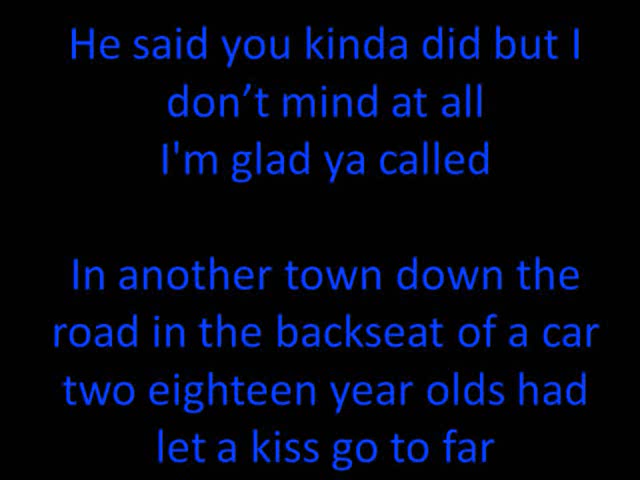 He said you kinda did but I
don’t mind at all
I'm glad ya called
In another town down the
road in the backseat of a car
two eighteen year olds had
let a kiss go to far